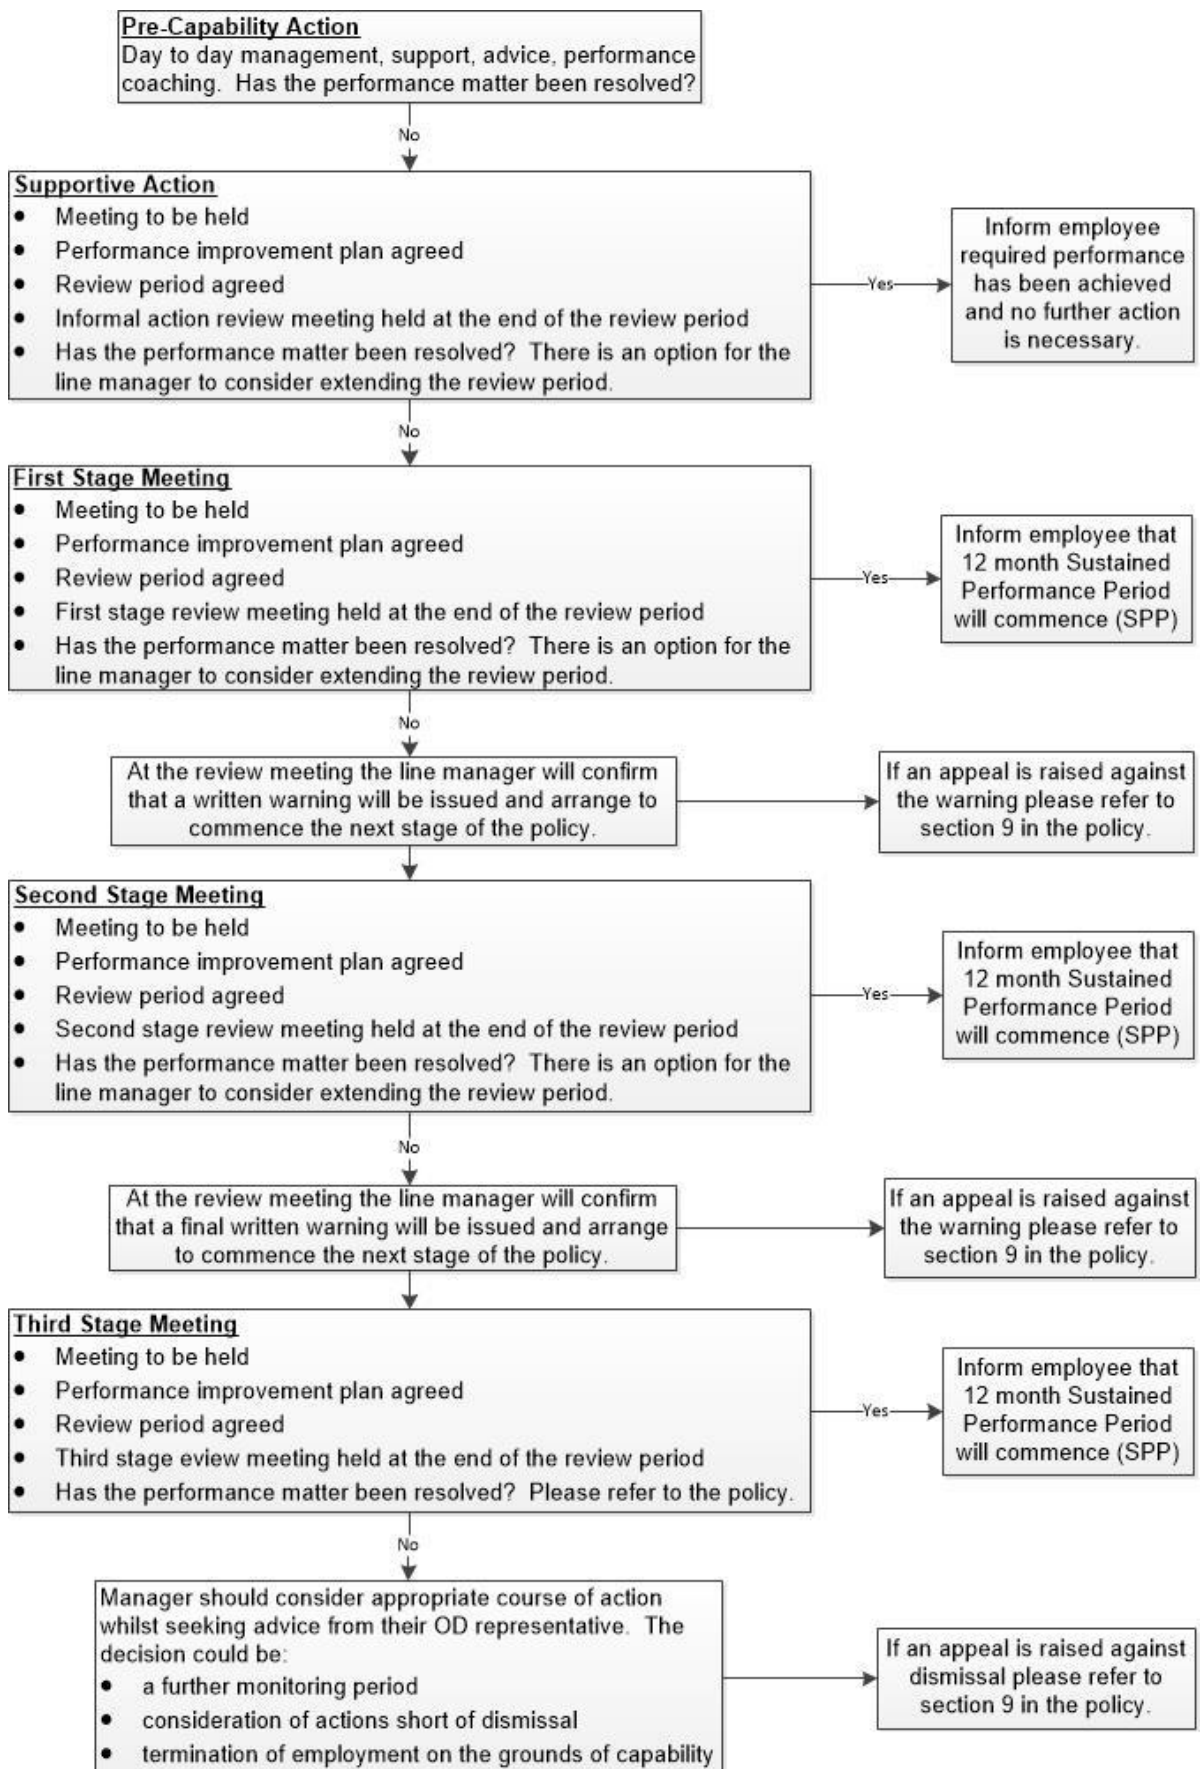 Pre-Capability Action
Day to day management, support, advice, performance
coaching.  Has the performance matter been resolved?
No
Supportive Action
• Meeting to be held
• Performance improvement plan agreed
• Review period agreed
• Informal action review meeting held at the end of the review period
• Has the performance matter been resolved?  There is an option for the
line manager to consider extending the review period.
Yes
Inform employee
required performance
has been achieved
and no further action
is necessary.
No
First Stage Meeting
• Meeting to be held
• Performance improvement plan agreed
• Review period agreed
• First stage review meeting held at the end of the review period
• Has the performance matter been resolved?  There is an option for the
line manager to consider extending the review period.
Yes
Inform employee that
12 month Sustained
Performance Period
will commence (SPP)
No
At the review meeting the line manager will confirm
that a written warning will be issued and arrange to
commence the next stage of the policy.
If an appeal is raised against
the warning please refer to
section 9 in the policy.
Second Stage Meeting
• Meeting to be held
• Performance improvement plan agreed
• Review period agreed
• Second stage review meeting held at the end of the review period
• Has the performance matter been resolved?  There is an option for the
line manager to consider extending the review period.
Yes
Inform employee that
12 month Sustained
Performance Period
will commence (SPP)
No
At the review meeting the line manager will confirm
that a final written warning will be issued and arrange
to commence the next stage of the policy.
If an appeal is raised against
the warning please refer to
section 9 in the policy.
Third Stage Meeting
• Meeting to be held
• Performance improvement plan agreed
• Review period agreed
• Third stage eview meeting held at the end of the review period
• Has the performance matter been resolved?  Please refer to the policy.
Yes
Inform employee that
12 month Sustained
Performance Period
will commence (SPP)
No
Manager should consider appropriate course of action
whilst seeking advice from their OD representative.  The
decision could be:
• a further monitoring period
• consideration of actions short of dismissal
• termination of employment on the grounds of capability
If an appeal is raised against
dismissal please refer to
section 9 in the policy.